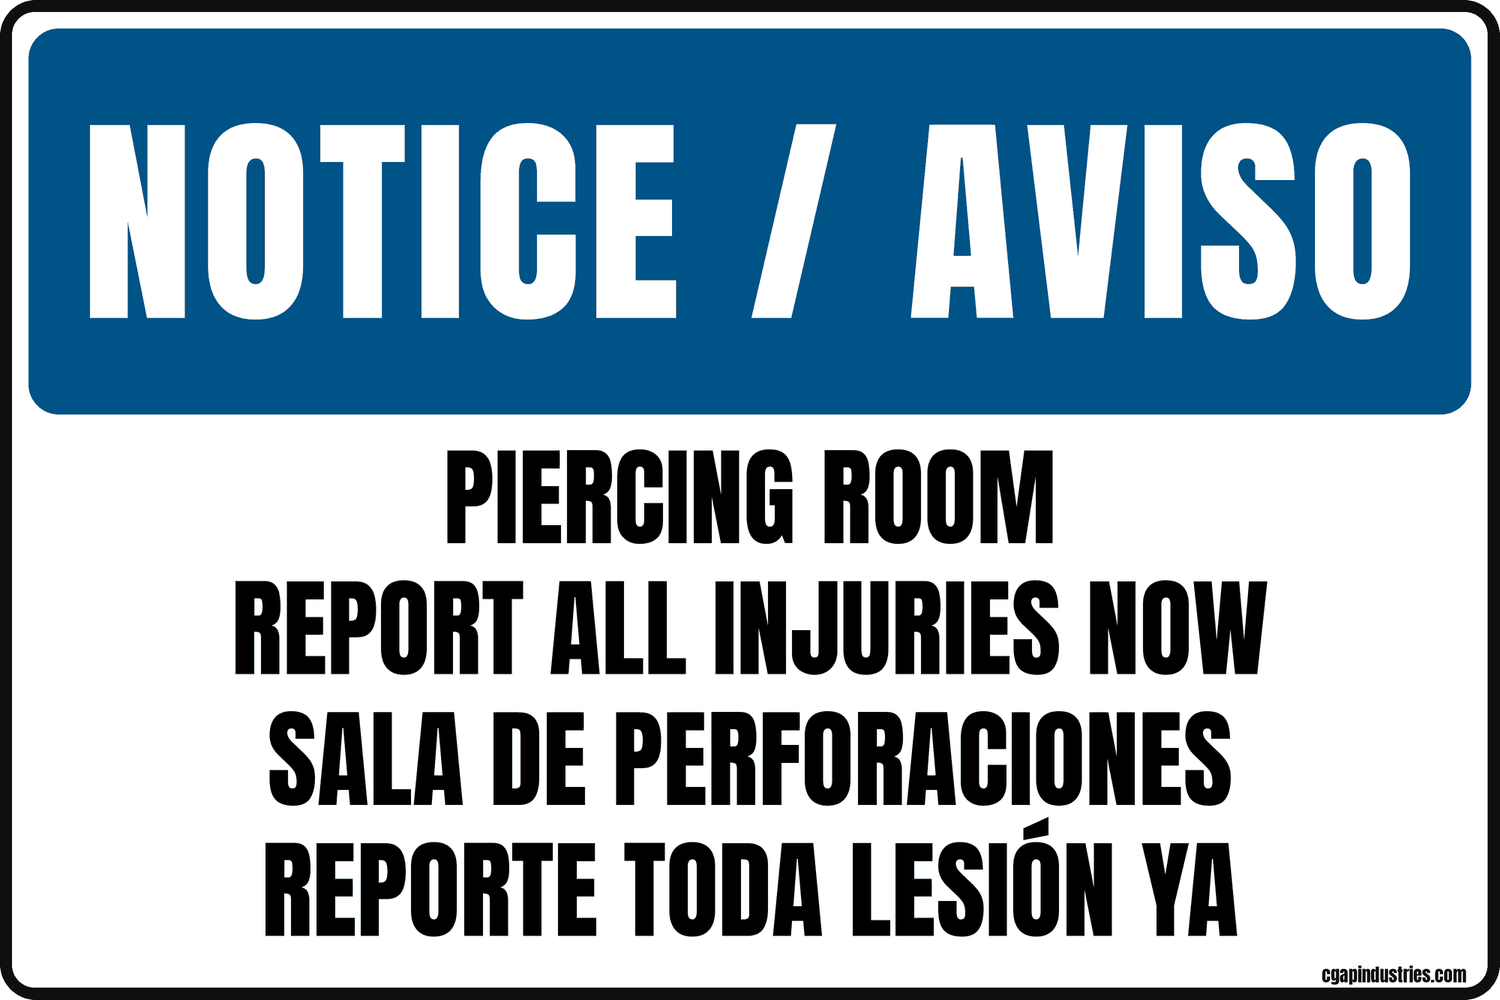 NOTICE / AVISO
PIERCING ROOM
REPORT ALL INJURIES NOW
SALA DE PERFORACIONES
REPORTE TODA LESIÓN YA
cgapindustries.com